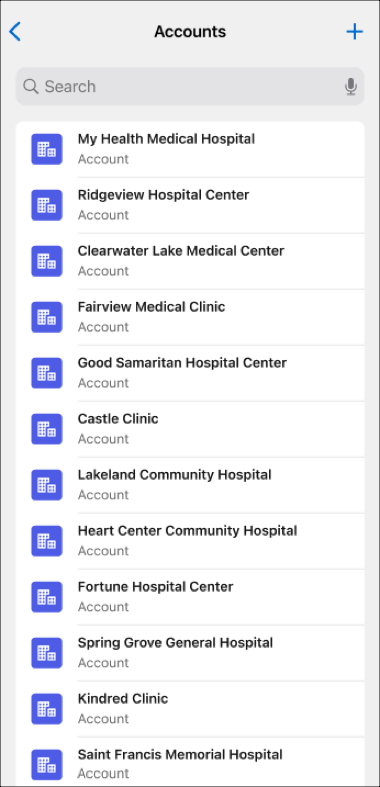 Accounts
Search
My Health Medical Hospital
Account
Ridgeview Hospital Center
Account
Clearwater Lake Medical Center
Account
Fairview Medical Clinic
Account
Good Samaritan Hospital Center
Account
Castle Clinic
Account
Lakeland Community Hospital
Account
Heart Center Community Hospital
Account
Fortune Hospital Center
Account
Spring Grove General Hospital
Account
Kindred Clinic
Account
Saint Francis Memorial Hospital
Account